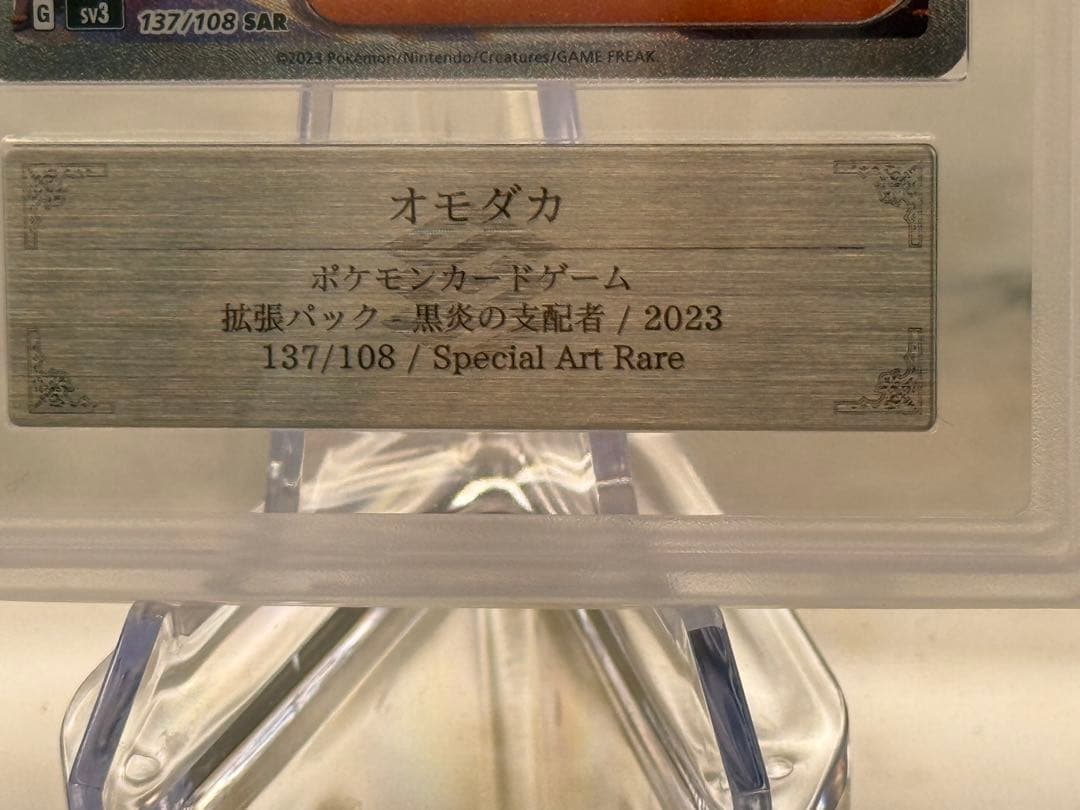 G SV3 137/108 SAR
©2023 Pokémon/Nintendo/Creatures/GAME FREAK.
オモダカ
ポケモンカードゲーム
拡張パック - 黒炎の支配者 / 2023
137/108 / Special Art Rare